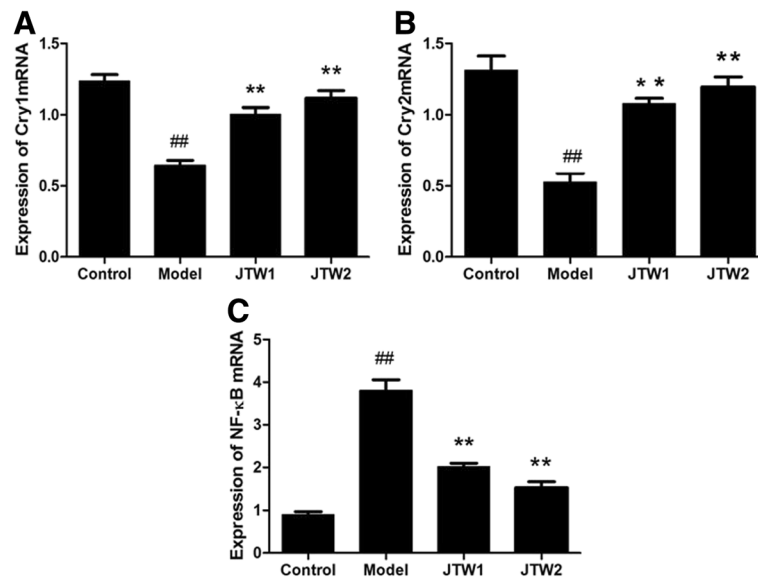 A
Expression of Cry1mRNA
1.5
1.0
0.5
0.0
##
**
**
Control Model JTW1 JTW2
B
Expression of Cry2mRNA
1.5
1.0
0.5
0.0
##
* *
**
Control Model JTW1 JTW2
C
Expression of NF-κB mRNA
5
4
3
2
1
0
##
**
**
Control Model JTW1 JTW2